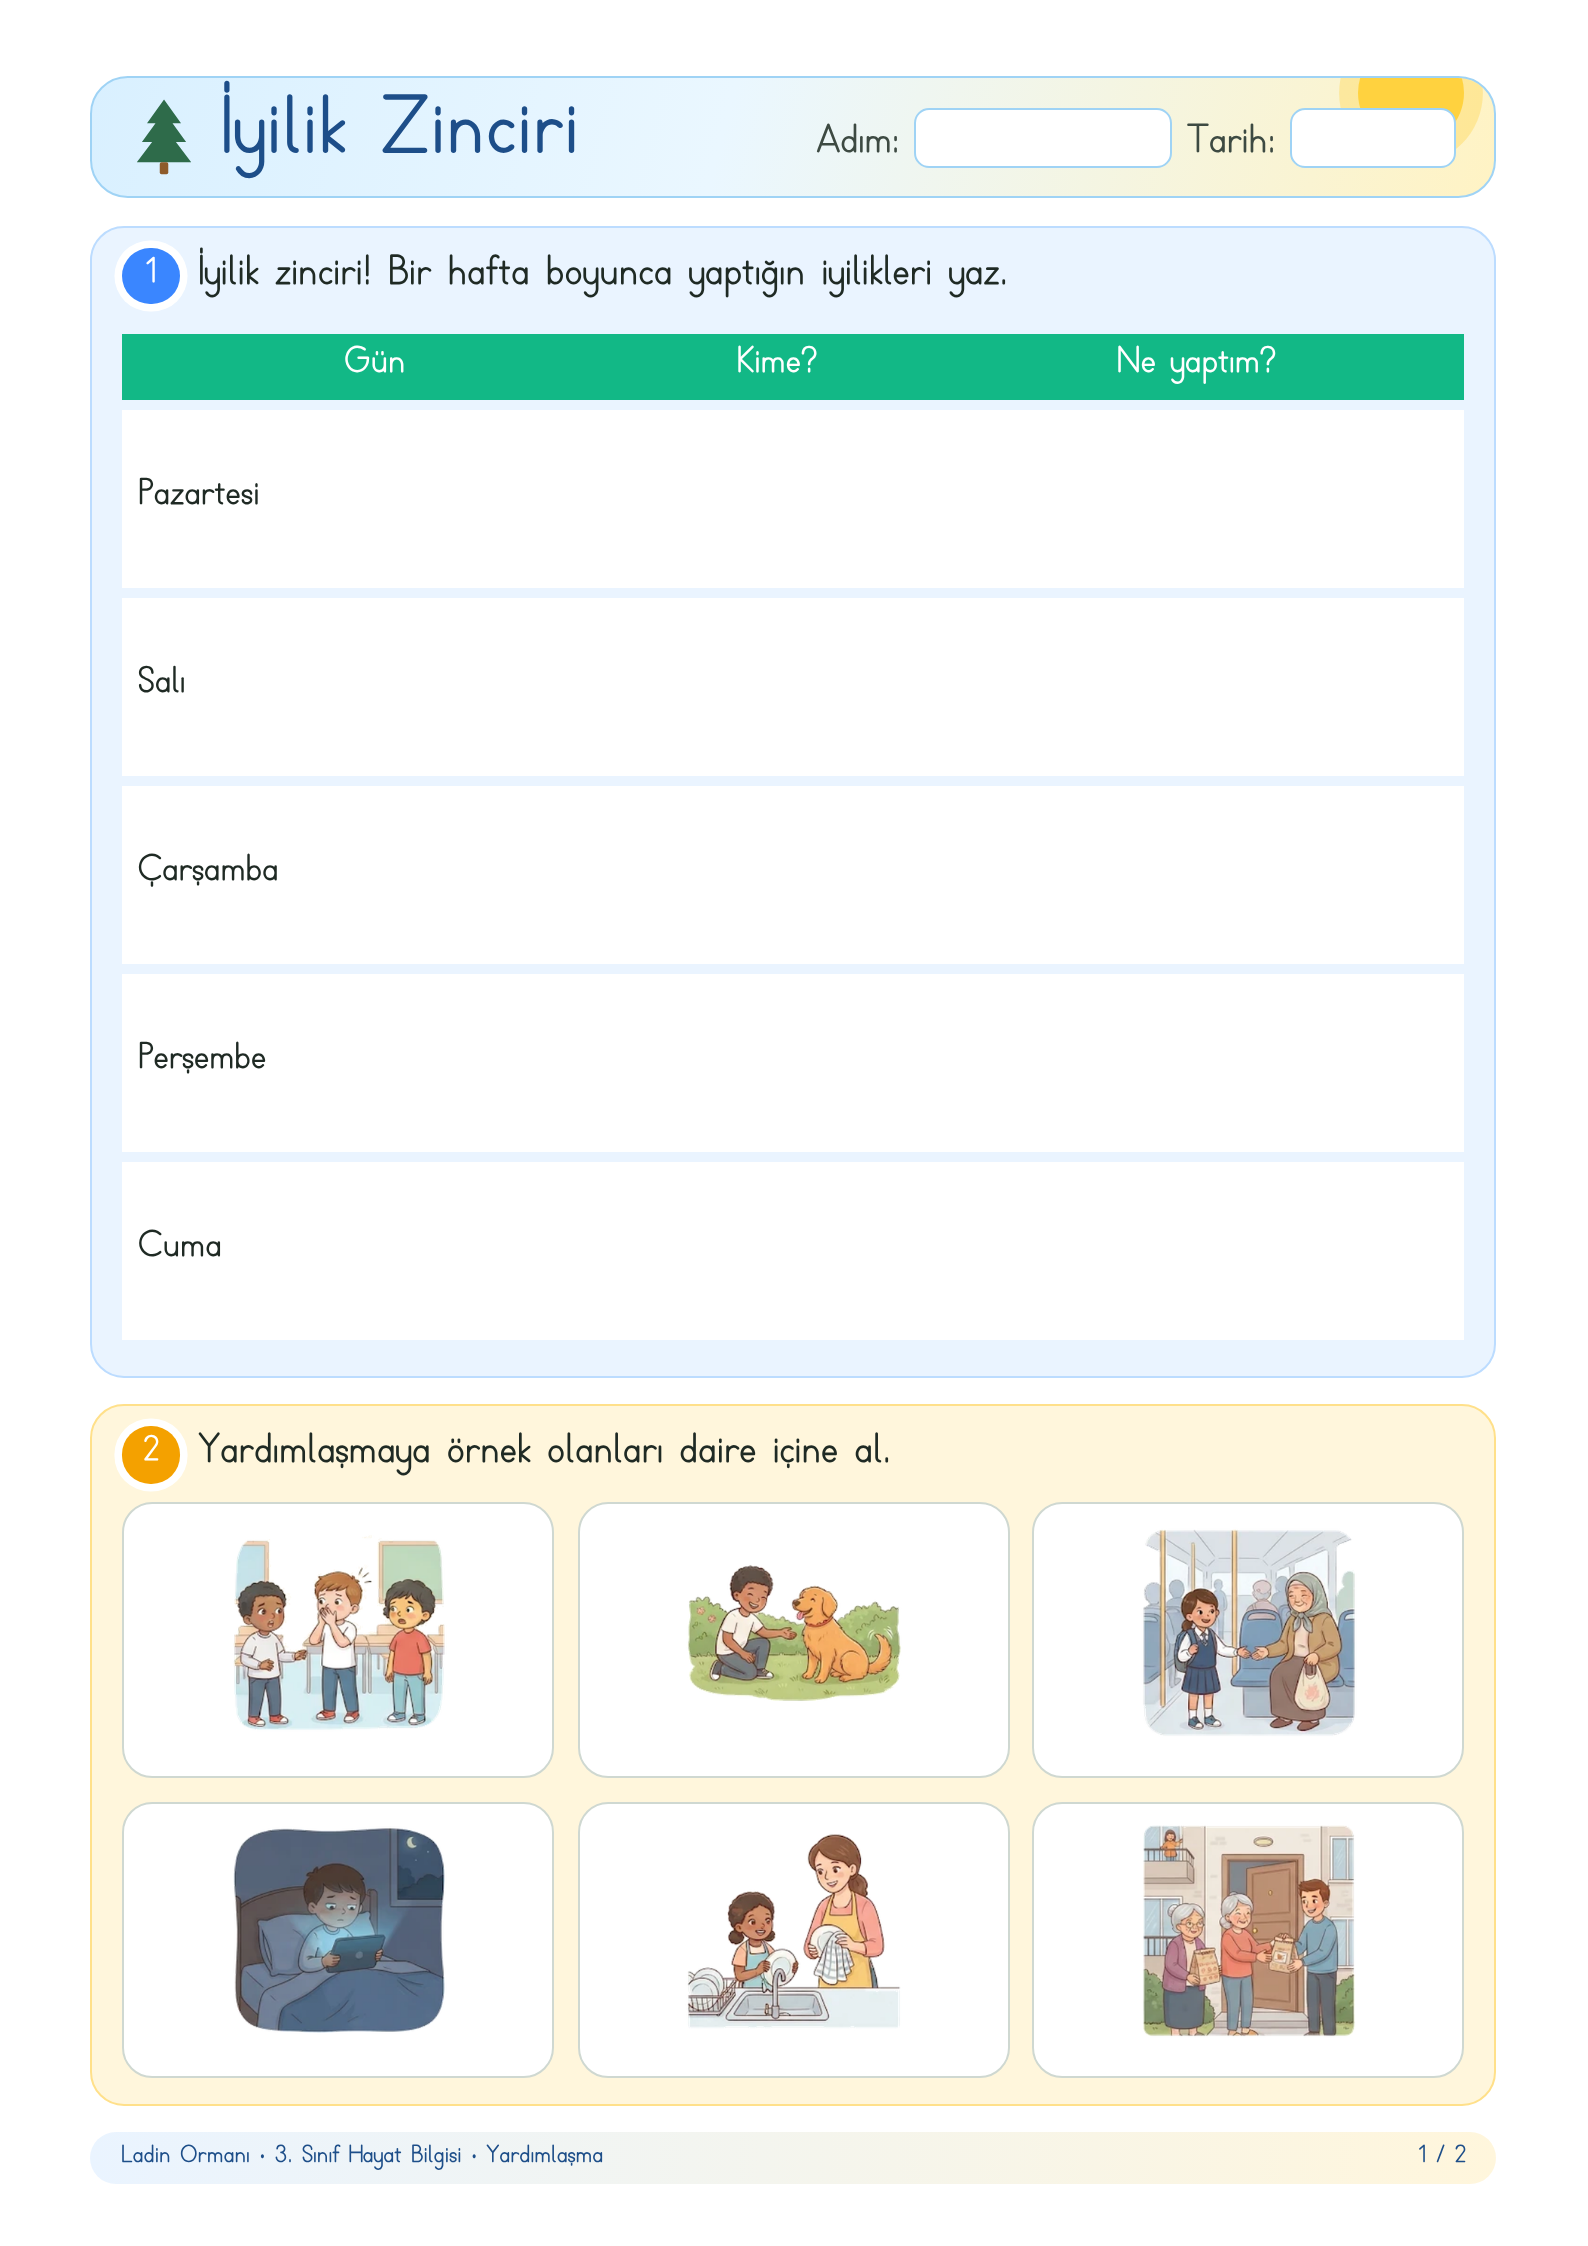 İyilik Zinciri
Adım:
Tarih:
1
İyilik zinciri! Bir hafta boyunca yaptığın iyilikleri yaz.
Gün Kime? Ne yaptım?
Pazartesi
Salı
Çarşamba
Perşembe
Cuma
2
Yardımlaşmaya örnek olanları daire içine al.
Ladin Ormanı • 3. Sınıf Hayat Bilgisi • Yardımlaşma
1 / 2